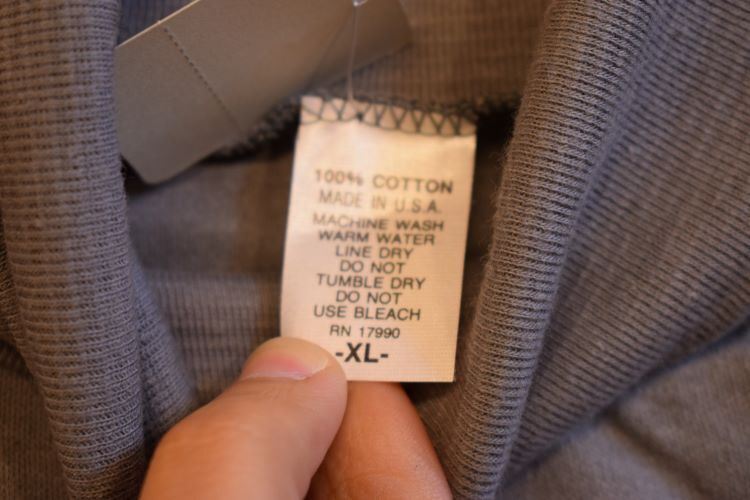 100% COTTON
MADE IN U.S.A.
MACHINE WASH
WARM WATER
LINE DRY
DO NOT
TUMBLE DRY
DO NOT
USE BLEACH
RN 17990
-XL-